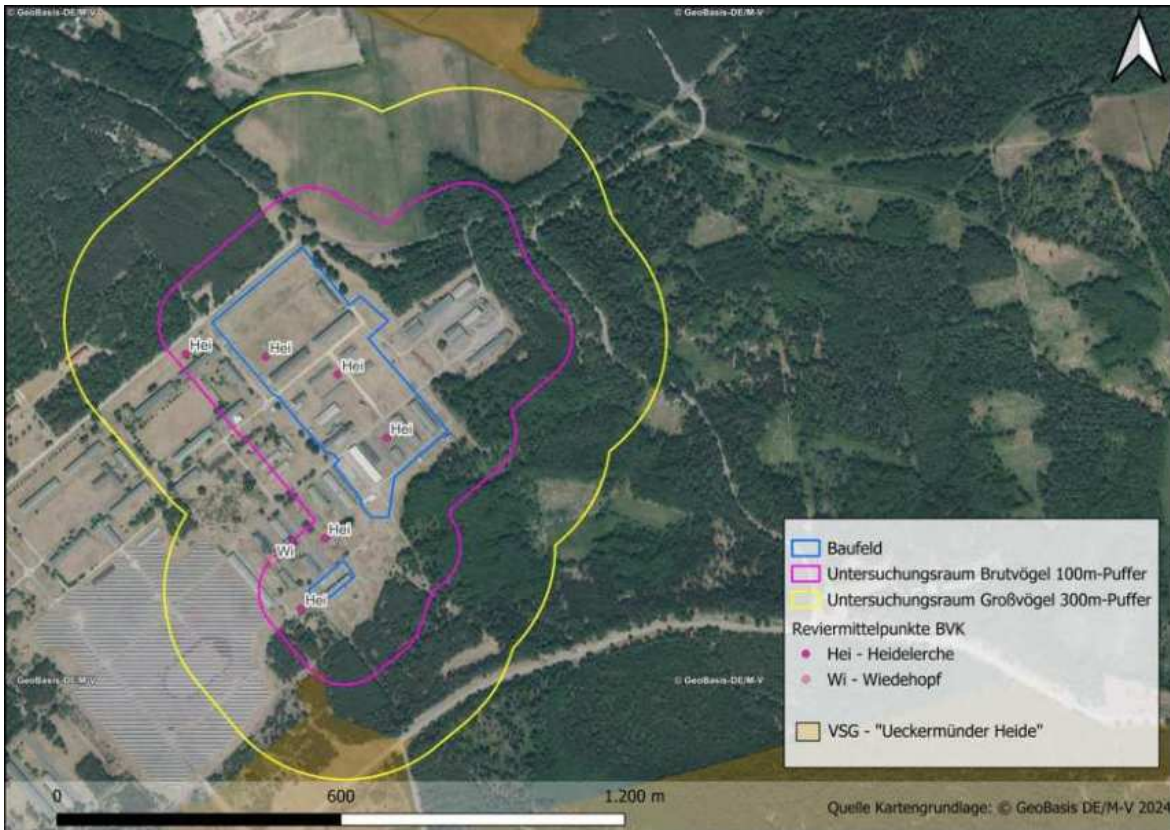 © GeoBasis-DE/M-V
© GeoBasis-DE/M-V
Hei
Hei
Hei
Hei
Hei
Wi
Hei
Baufeld
Untersuchungsraum Brutvögel 100m-Puffer
Untersuchungsraum Großvögel 300m-Puffer
Reviermittelpunkte BVK
Hei - Heidelerche
Wi - Wiedehopf
VSG - "Ueckermünder Heide"
© GeoBasis-DE/M-V
© GeoBasis-DE/M-V
0
600
1.200 m
Quelle Kartengrundlage: © GeoBasis DE/M-V 2024